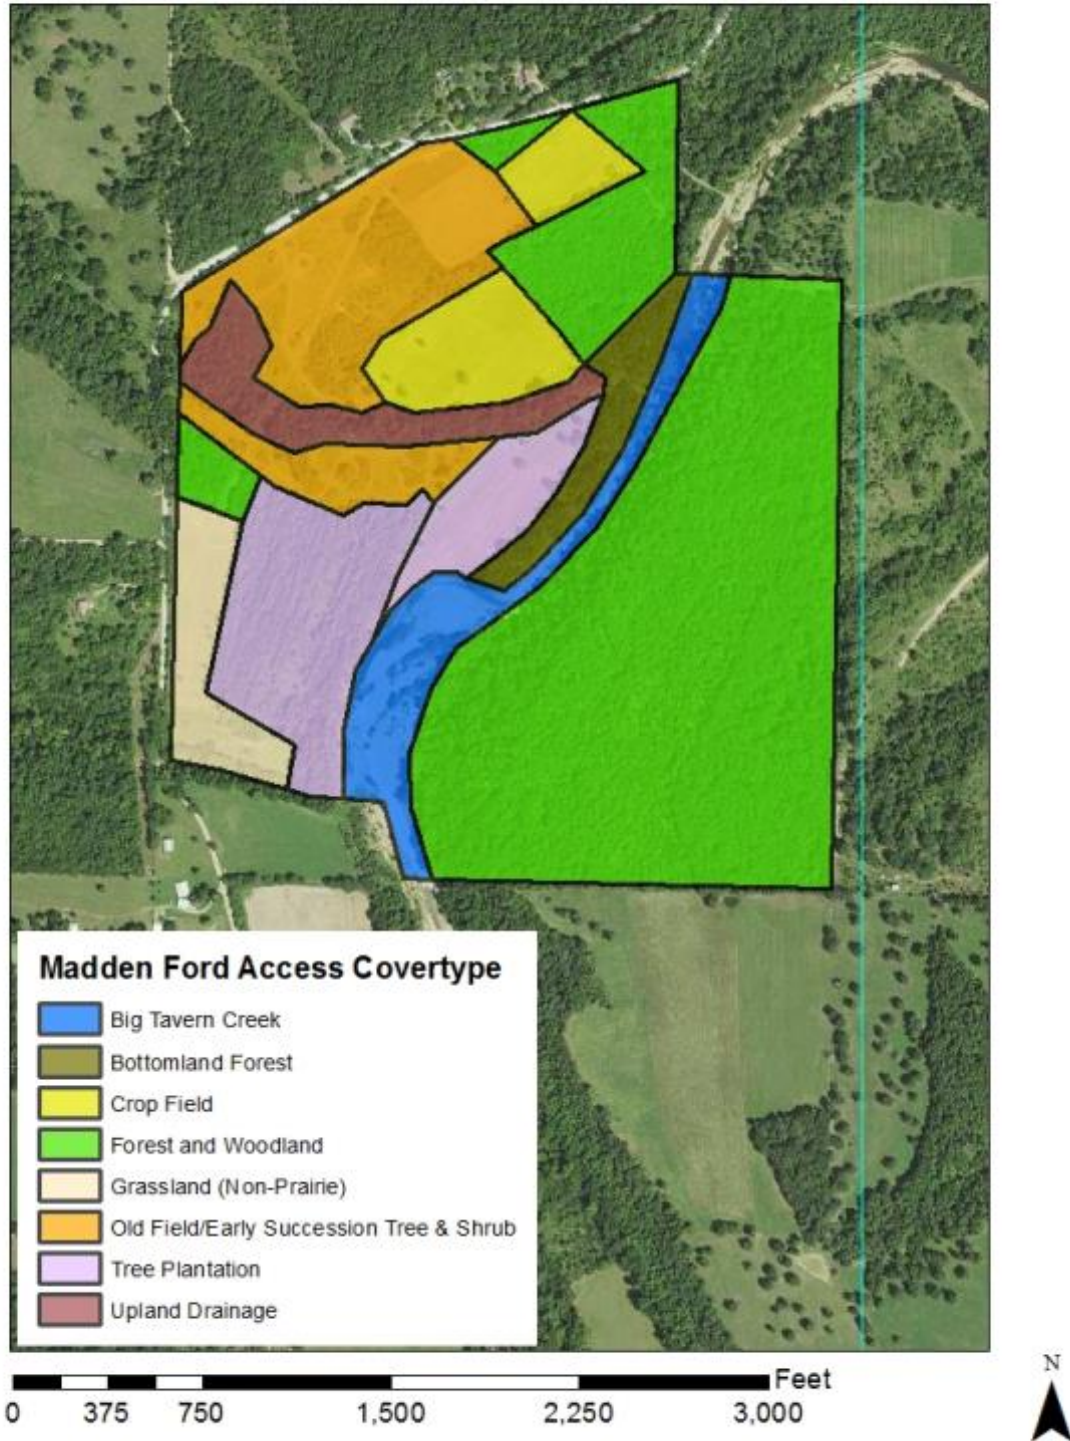 Madden Ford Access Covertype
Big Tavern Creek
Bottomland Forest
Crop Field
Forest and Woodland
Grassland (Non-Prairie)
Old Field/Early Succession Tree & Shrub
Tree Plantation
Upland Drainage
Feet
0 375 750 1,500 2,250 3,000
N